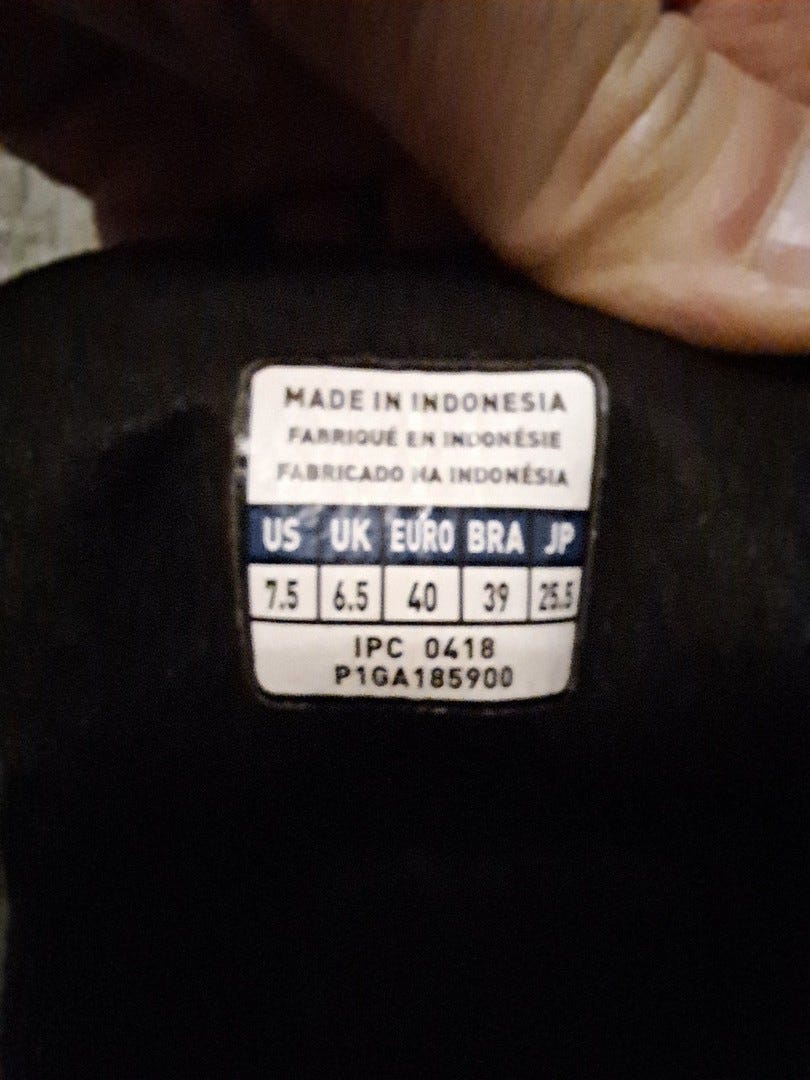 MADE IN INDONESIA
FABRIQUÉ EN INDONÉSIE
FABRICADO NA INDONÉSIA
US UK EURO BRA JP
7.5 6.5 40 39 25.5
IPC 0418
P1GA185900